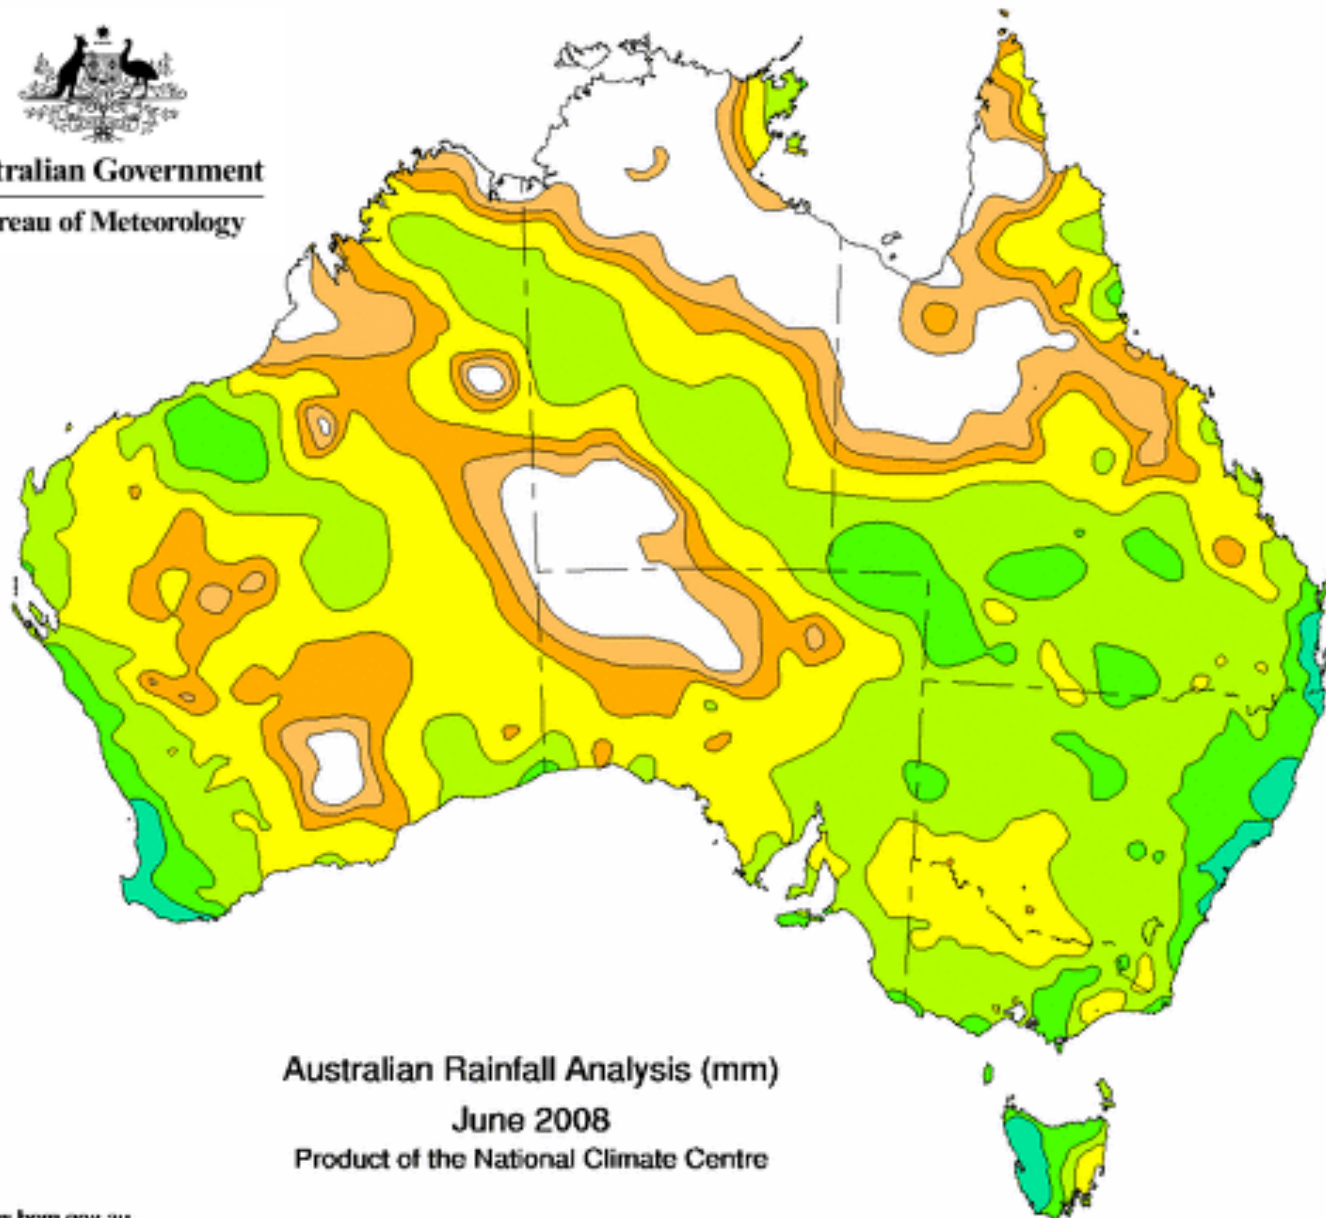 tralian Government
reau of Meteorology
Australian Rainfall Analysis (mm)
June 2008
Product of the National Climate Centre